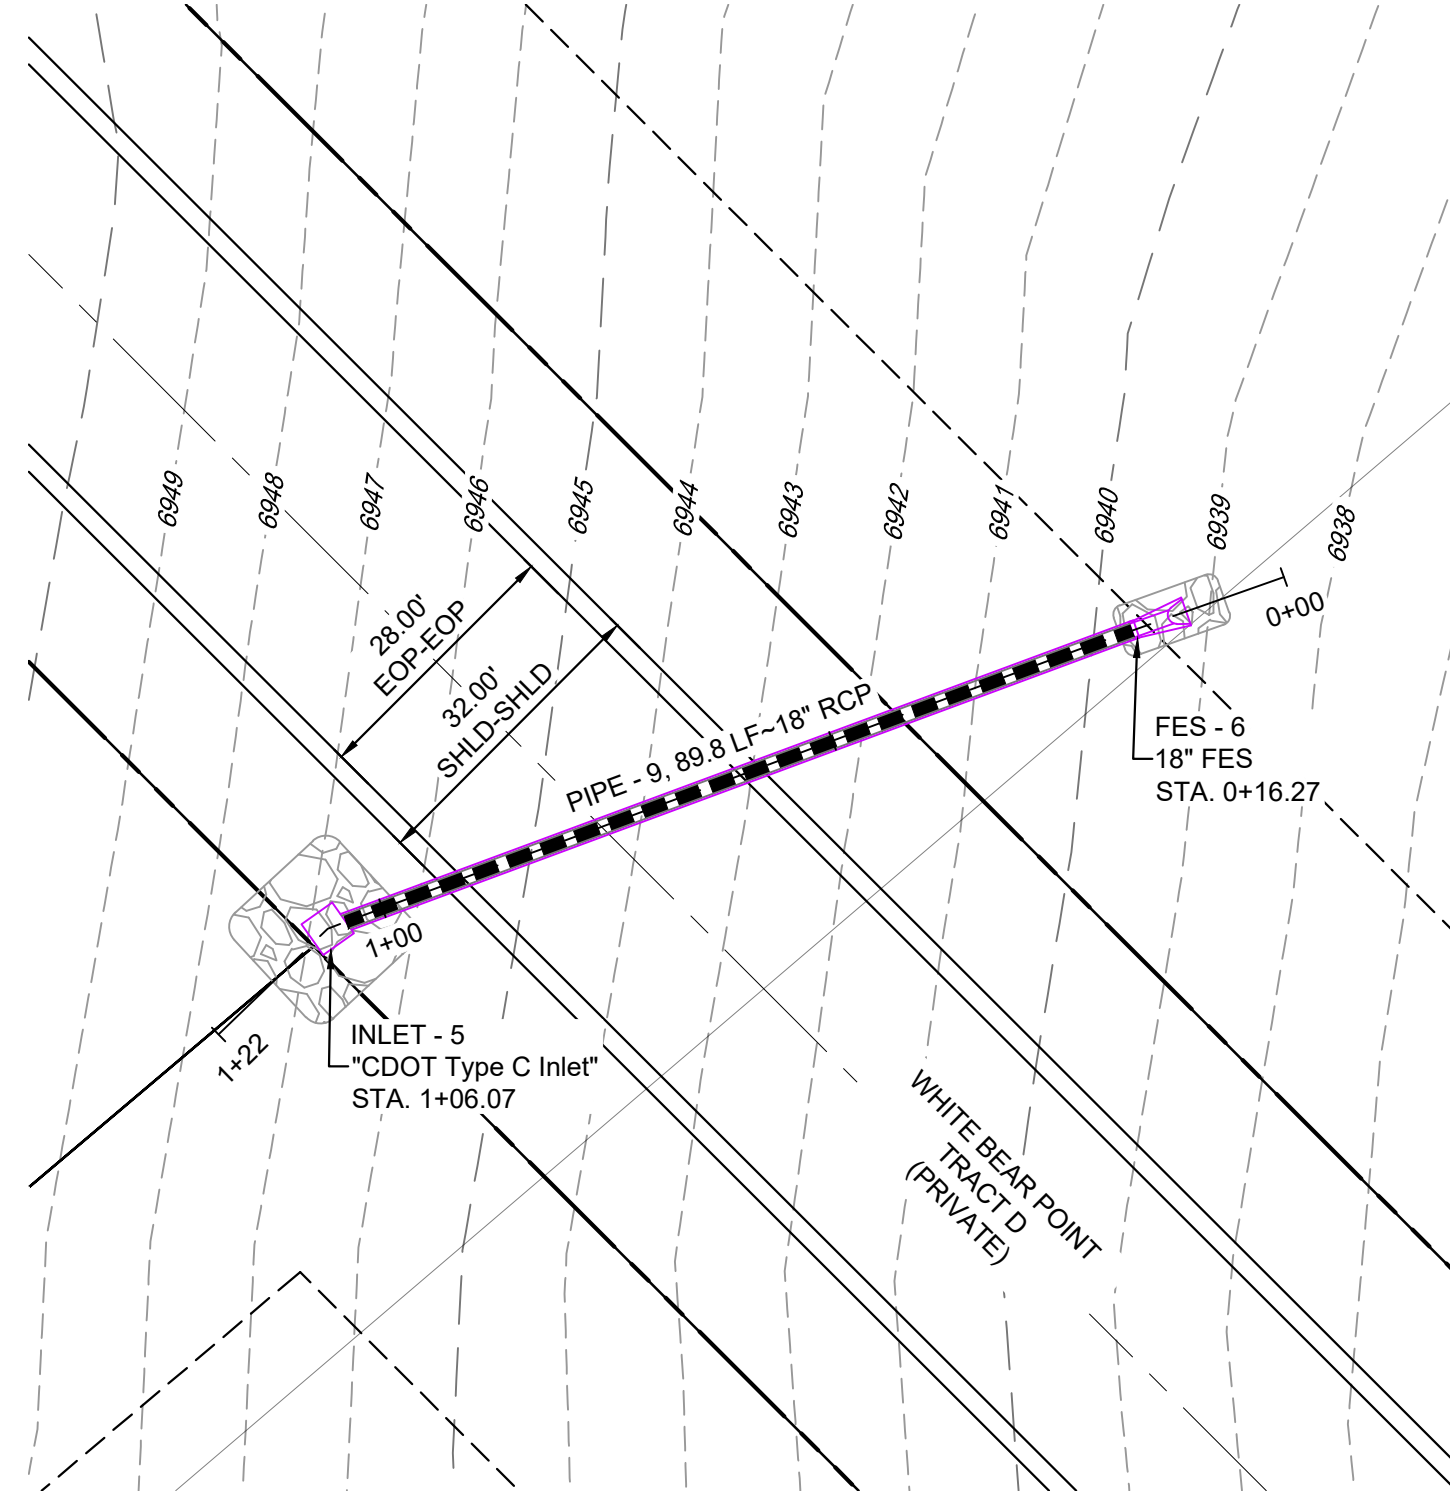 6949
6948
6947
6946
6945
6944
6943
6942
6941
6940
6939
6938
28.00'
EOP-EOP
32.00'
SHLD-SHLD
0+00
PIPE - 9, 89.8 LF~18" RCP
FES - 6
18" FES
STA. 0+16.27
1+00
1+22
INLET - 5
"CDOT Type C Inlet"
STA. 1+06.07
WHITE BEAR POINT
TRACT D
(PRIVATE)